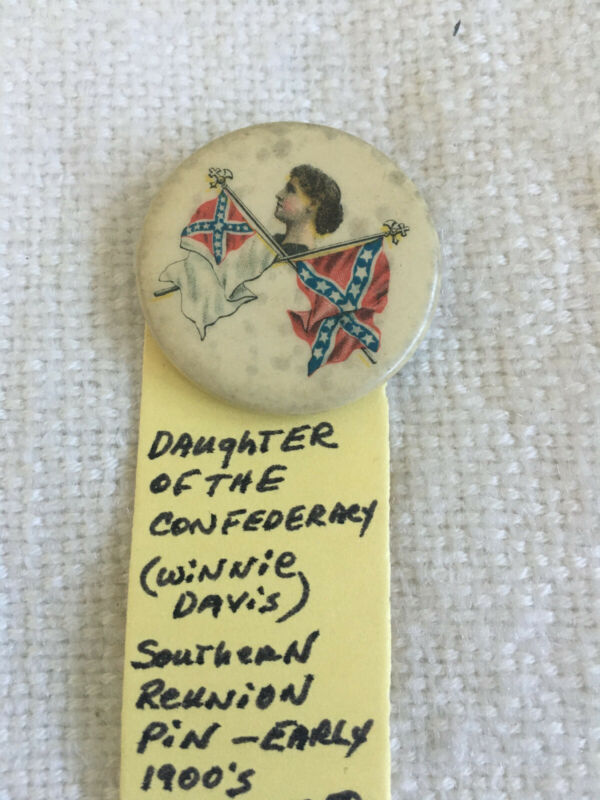 DAughTER
OF THE
CONFEDERACY
(WiNNiE
DAViS)
SouTHERN
REuNiON
PiN – EARLY
1900's